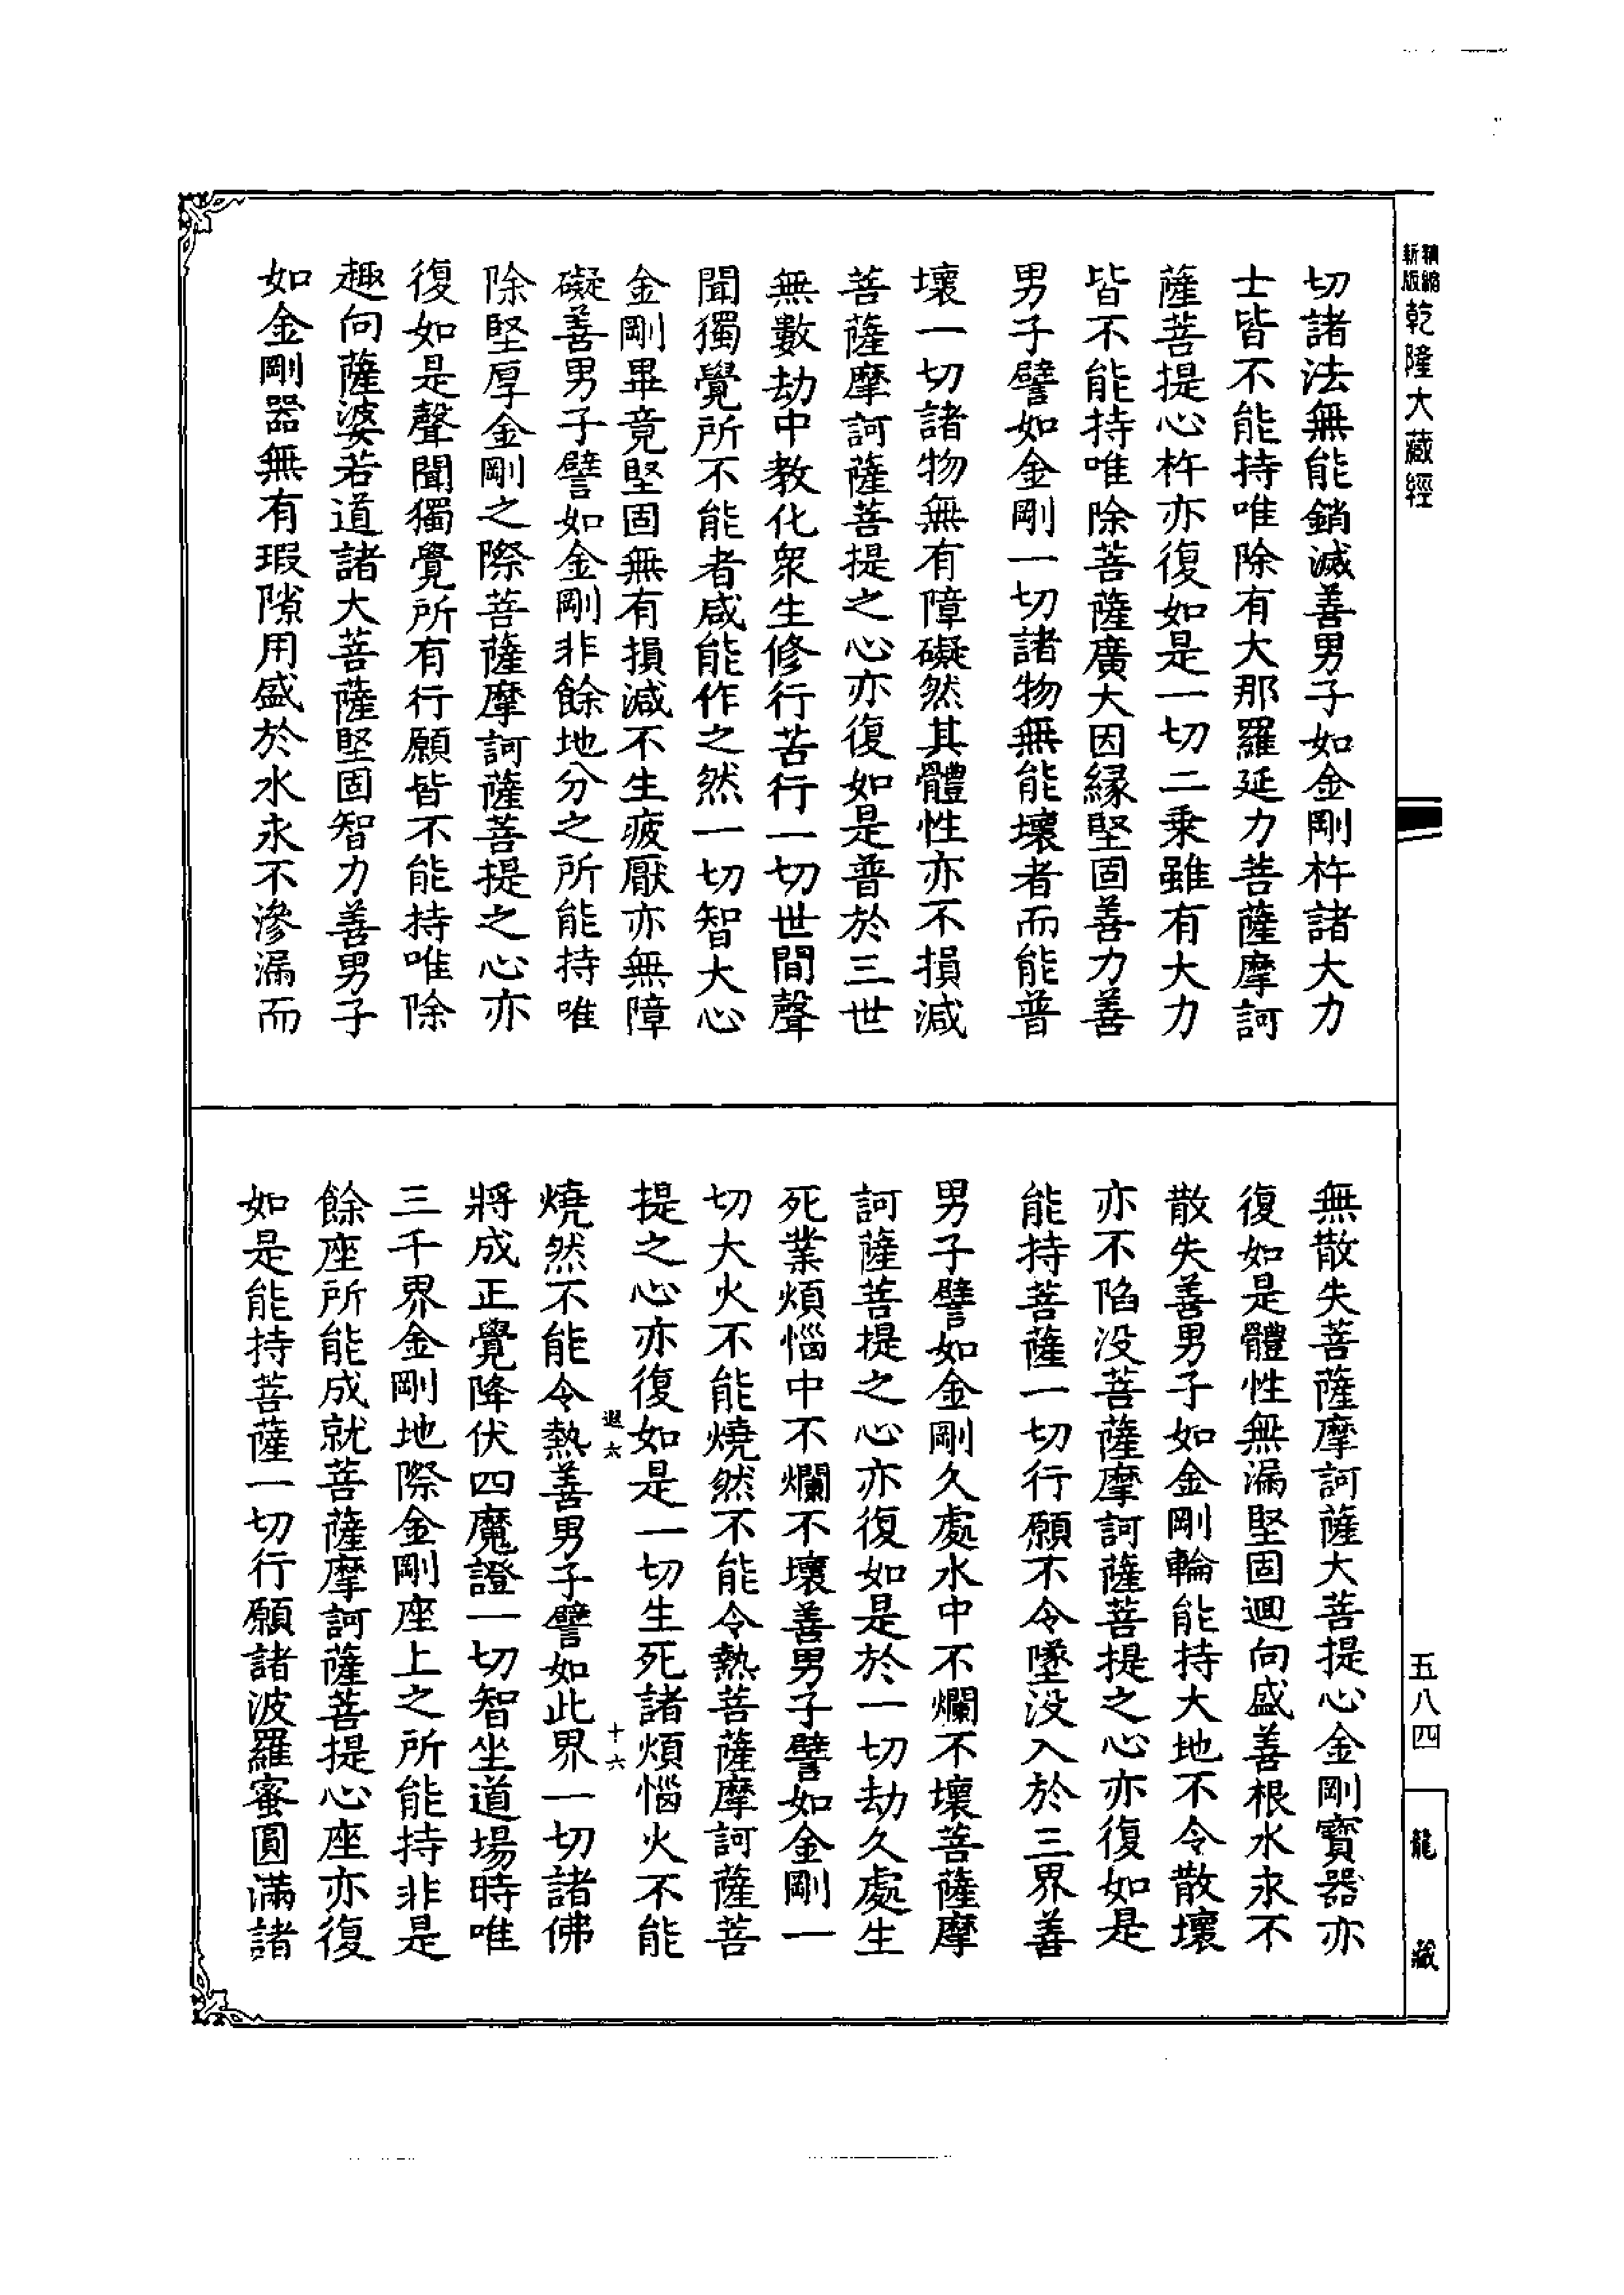 精縮新版乾隆大藏經
切諸法無能銷滅善男子如金剛杵諸大力
士皆不能持唯除有大那羅延力菩薩摩訶
薩菩提心杵亦復如是一切二乘雖有大力
皆不能持唯除菩薩廣大因緣堅固善力善
男子譬如金剛一切諸物無能壞者而能普
壞一切諸物無有障礙然其體性亦不損減
菩薩摩訶薩菩提之心亦復如是普於三世
無數劫中教化衆生修行苦行一切世間聲
聞獨覺所不能者咸能作之然一切智大心
金剛畢竟堅固無有損減不生疲厭亦無障
礙善男子譬如金剛非餘地分之所能持唯
除堅厚金剛之際菩薩摩訶薩菩提之心亦
復如是聲聞獨覺所有行願皆不能持唯除
趣向薩婆若道諸大菩薩堅固智力善男子
如金剛器無有瑕隙用盛於水永不滲漏而
無散失菩薩摩訶薩大菩提心金剛寶器亦
復如是體性無漏堅固迴向盛善根水永不
散失善男子如金剛輪能持大地不令散壞
亦不陷没菩薩摩訶薩菩提之心亦復如是
能持菩薩一切行願不令墜没入於三界善
男子譬如金剛久處水中不爛不壞菩薩摩
訶薩菩提之心亦復如是於一切劫久處生
死業煩惱中不爛不壞善男子譬如金剛一
切大火不能燒然不能令熱菩薩摩訶薩菩
提之心亦復如是一切生死諸煩惱火不能
遐六 十六
燒然不能令熱善男子譬如此界一切諸佛
將成正覺降伏四魔證一切智坐道場時唯
三千界金剛地際金剛座上之所能持非是
餘座所能成就菩薩摩訶薩菩提心座亦復
如是能持菩薩一切行願諸波羅蜜圓滿諸
五八四
龍藏